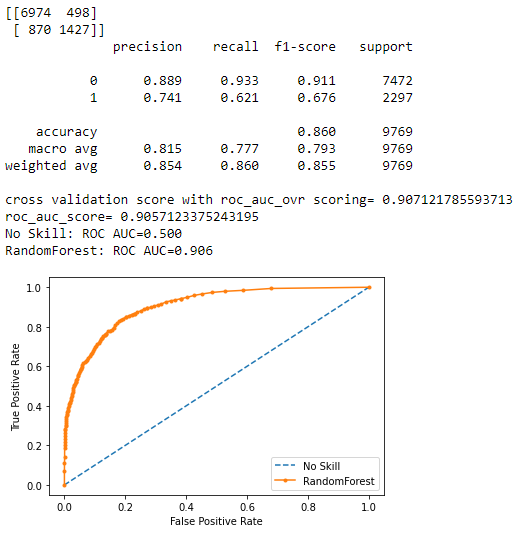 [[6974  498]
 [ 870 1427]]
              precision    recall  f1-score   support

           0      0.889     0.933     0.911      7472
           1      0.741     0.621     0.676      2297

    accuracy                          0.860      9769
   macro avg      0.815     0.777     0.793      9769
weighted avg      0.854     0.860     0.855      9769

cross validation score with roc_auc_ovr scoring= 0.907121785593713
roc_auc_score= 0.9057123375243195
No Skill: ROC AUC=0.500
RandomForest: ROC AUC=0.906
1.0
0.8
0.6
0.4
0.2
0.0
True Positive Rate
No Skill
RandomForest
0.0 0.2 0.4 0.6 0.8 1.0
False Positive Rate